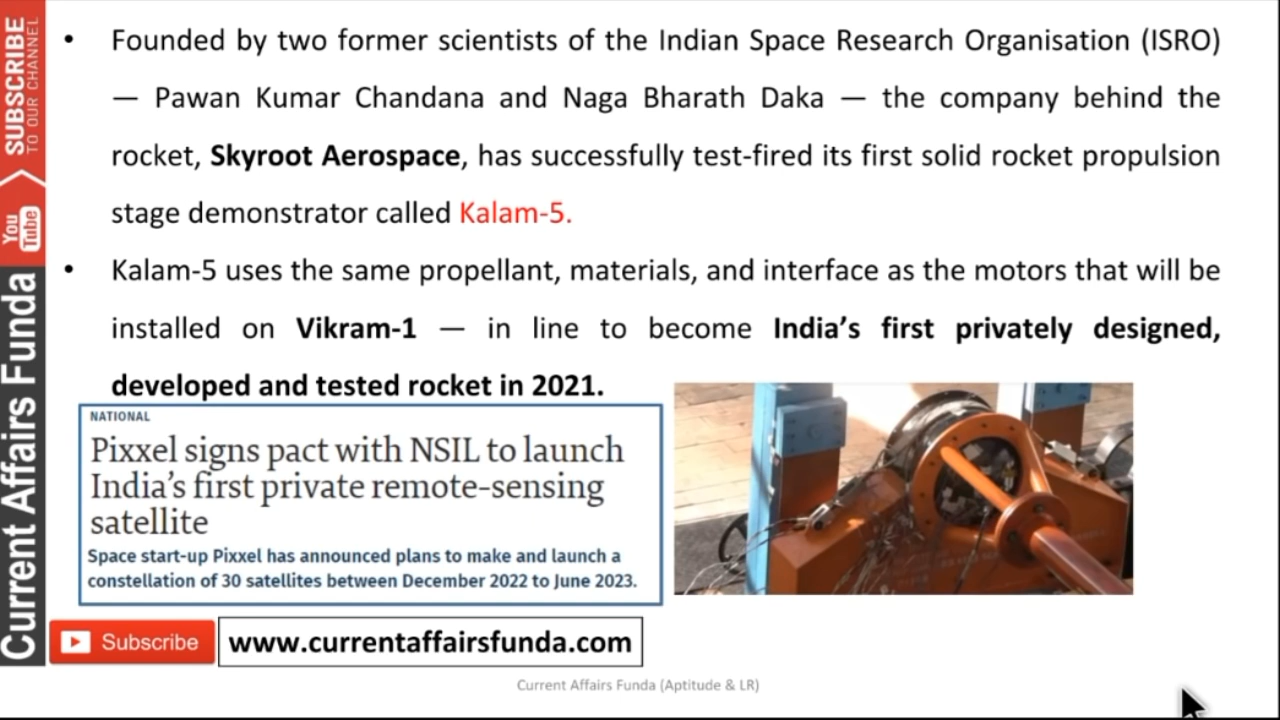 SUBSCRIBE
TO OUR CHANNEL
You
Tube
Current Affairs Funda
• Founded by two former scientists of the Indian Space Research Organisation (ISRO)
— Pawan Kumar Chandana and Naga Bharath Daka — the company behind the
rocket, Skyroot Aerospace, has successfully test-fired its first solid rocket propulsion
stage demonstrator called Kalam-5.
• Kalam-5 uses the same propellant, materials, and interface as the motors that will be
installed on Vikram-1 — in line to become India’s first privately designed,
developed and tested rocket in 2021.
NATIONAL
Pixxel signs pact with NSIL to launch
India’s first private remote-sensing
satellite
Space start-up Pixxel has announced plans to make and launch a
constellation of 30 satellites between December 2022 to June 2023.
Subscribe
www.currentaffairsfunda.com
Current Affairs Funda (Aptitude & LR)